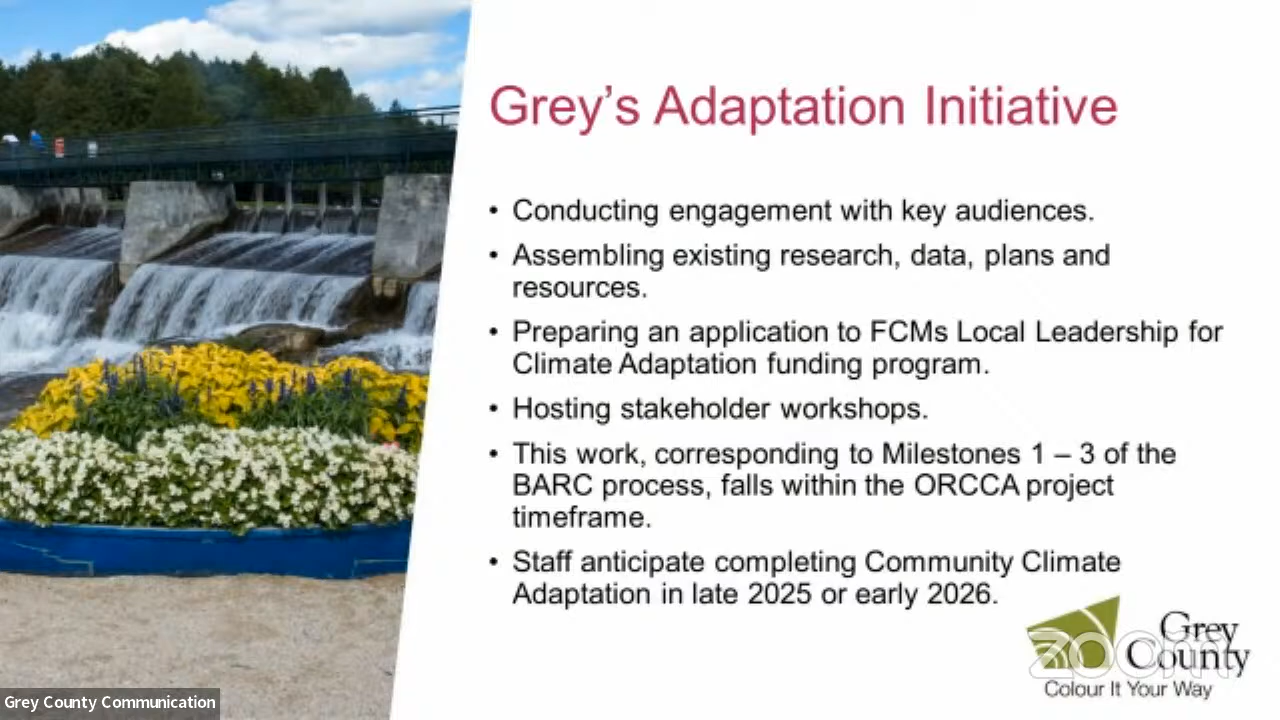 Grey's Adaptation Initiative
• Conducting engagement with key audiences.
• Assembling existing research, data, plans and
resources.
• Preparing an application to FCMs Local Leadership for
Climate Adaptation funding program.
• Hosting stakeholder workshops.
• This work, corresponding to Milestones 1 – 3 of the
BARC process, falls within the ORCCA project
timeframe.
• Staff anticipate completing Community Climate
Adaptation in late 2025 or early 2026.
zoom
Grey
County
Colour It Your Way
Grey County Communication